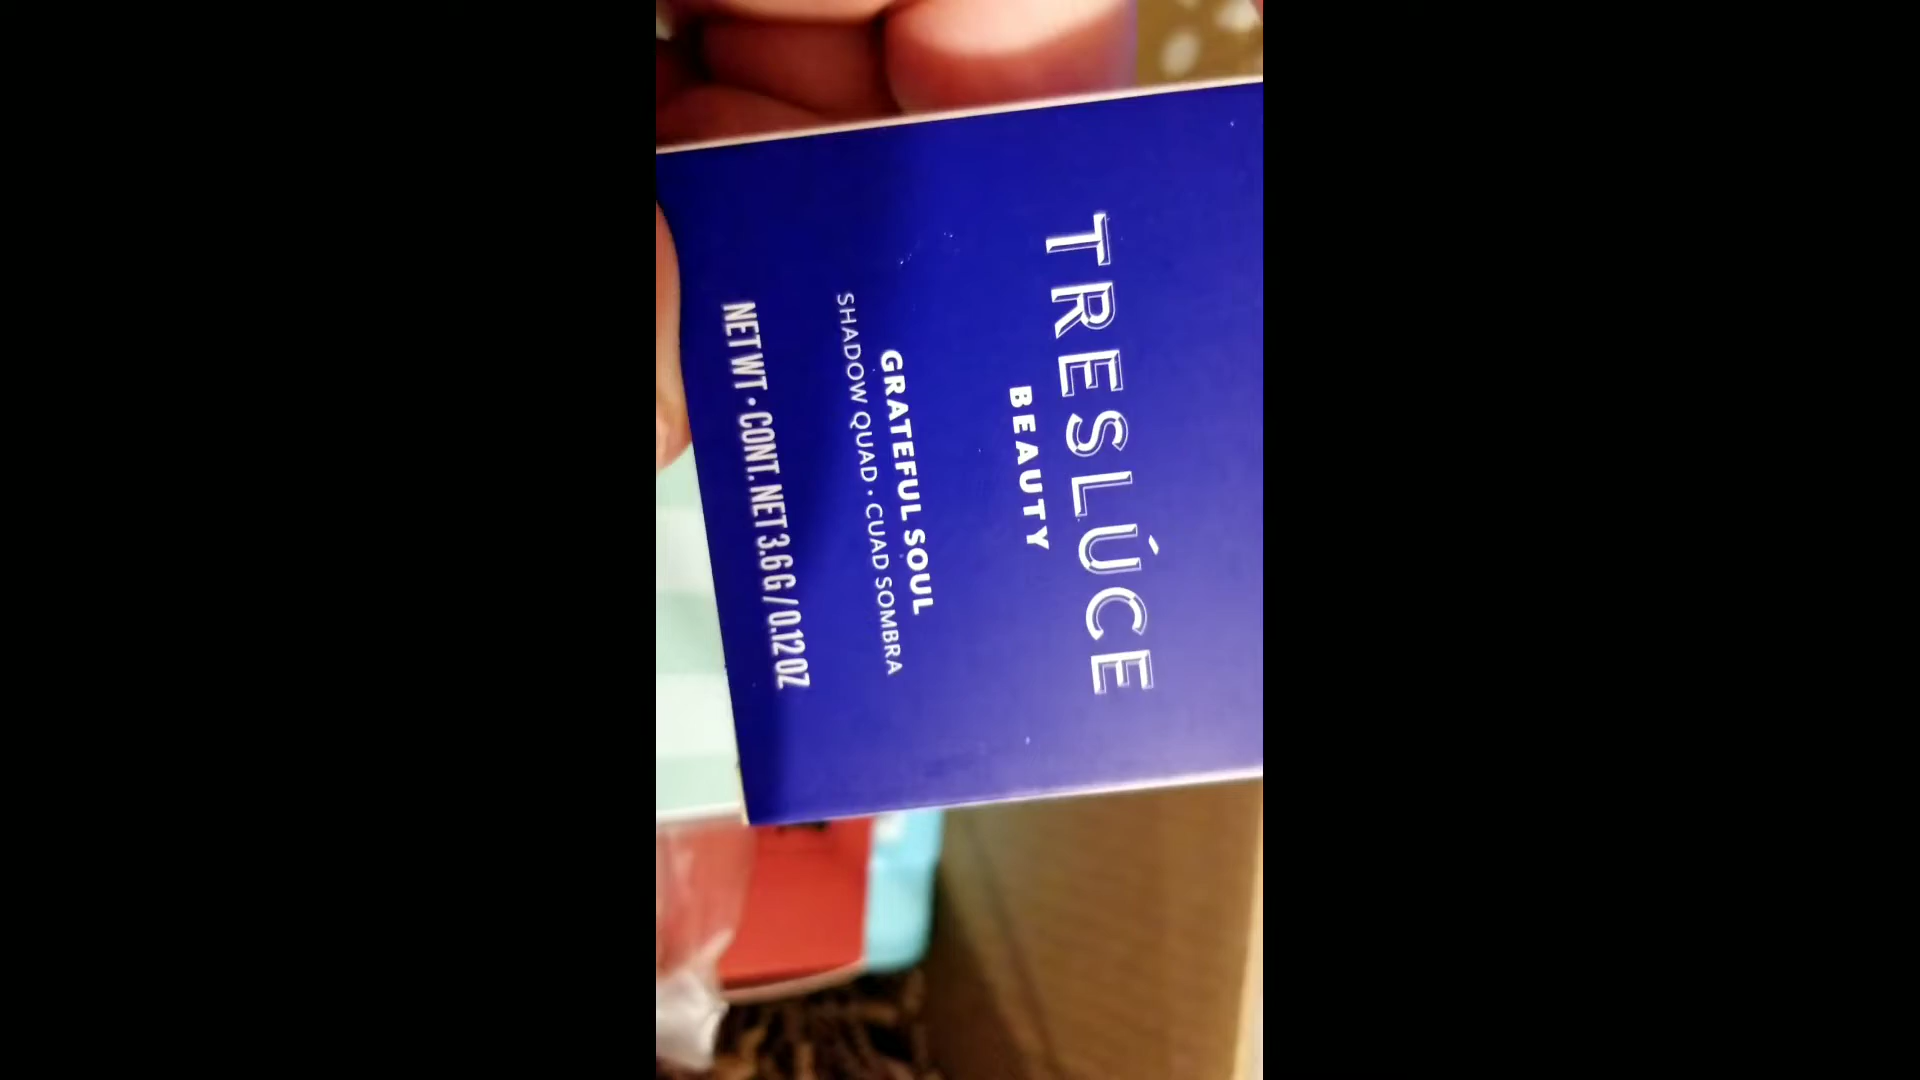 TRESLÚCE
BEAUTY
GRATEFUL SOUL
SHADOW QUAD • CUAD SOMBRA
NET WT • CONT. NET 3.6 G / 0.12 OZ